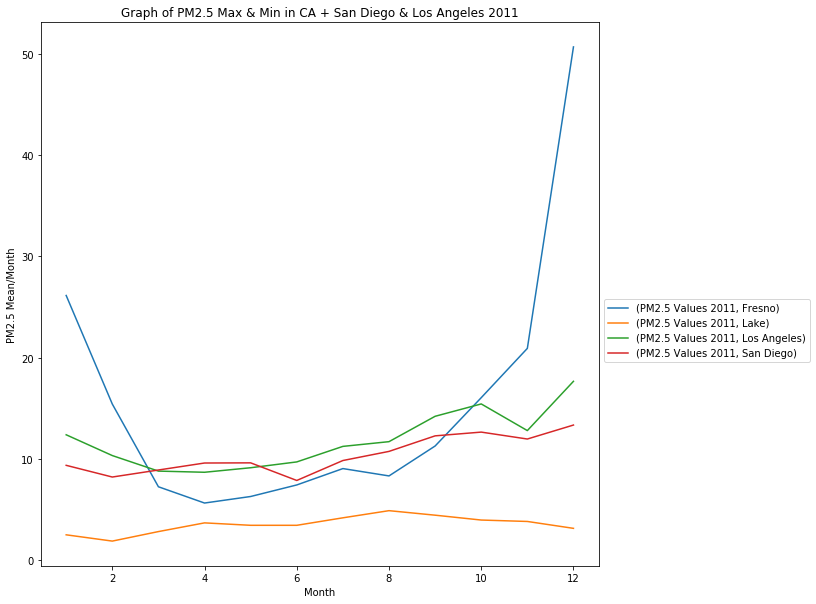 Graph of PM2.5 Max & Min in CA + San Diego & Los Angeles 2011
PM2.5 Mean/Month
50
40
30
20
10
0
2 4 6 8 10 12
Month
(PM2.5 Values 2011, Fresno)
(PM2.5 Values 2011, Lake)
(PM2.5 Values 2011, Los Angeles)
(PM2.5 Values 2011, San Diego)